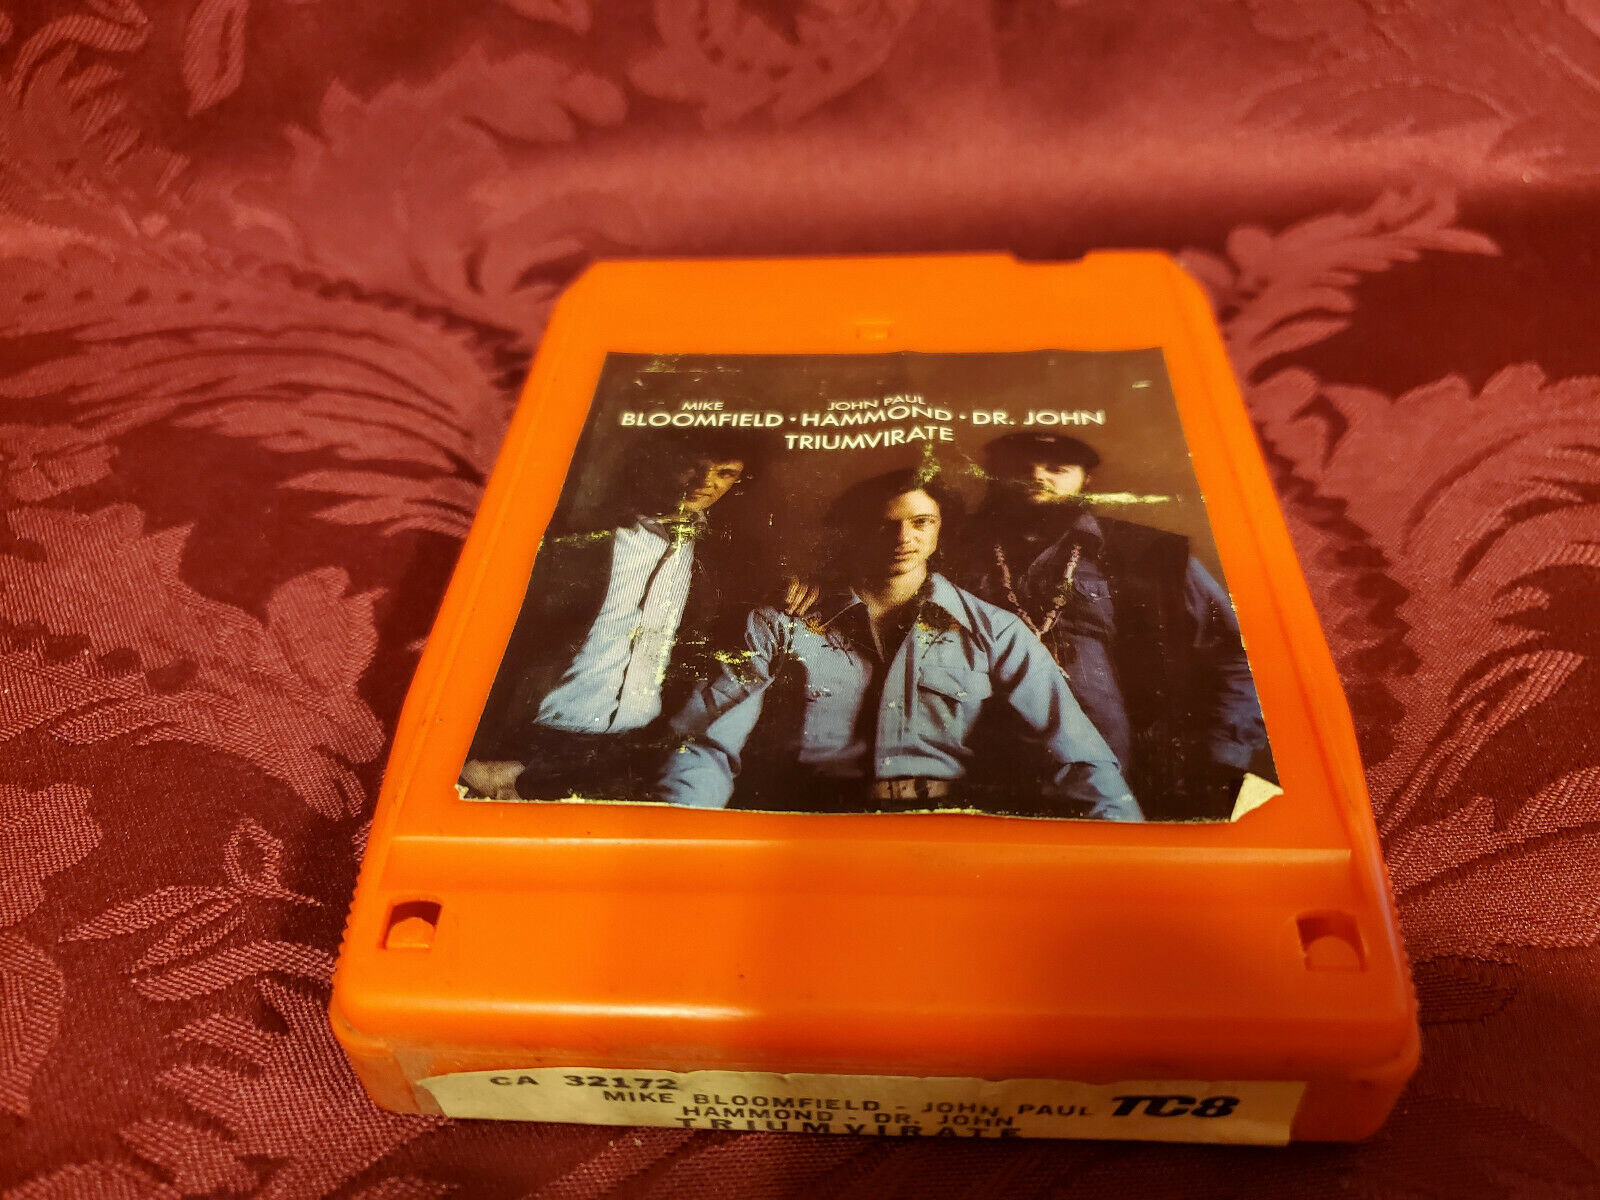 MIKE JOHN PAUL
BLOOMFIELD · HAMMOND · DR. JOHN
TRIUMVIRATE
CA 32172
MIKE BLOOMFIELD - JOHN PAUL TC8
HAMMOND - DR. JOHN
TRIUMVIRATE